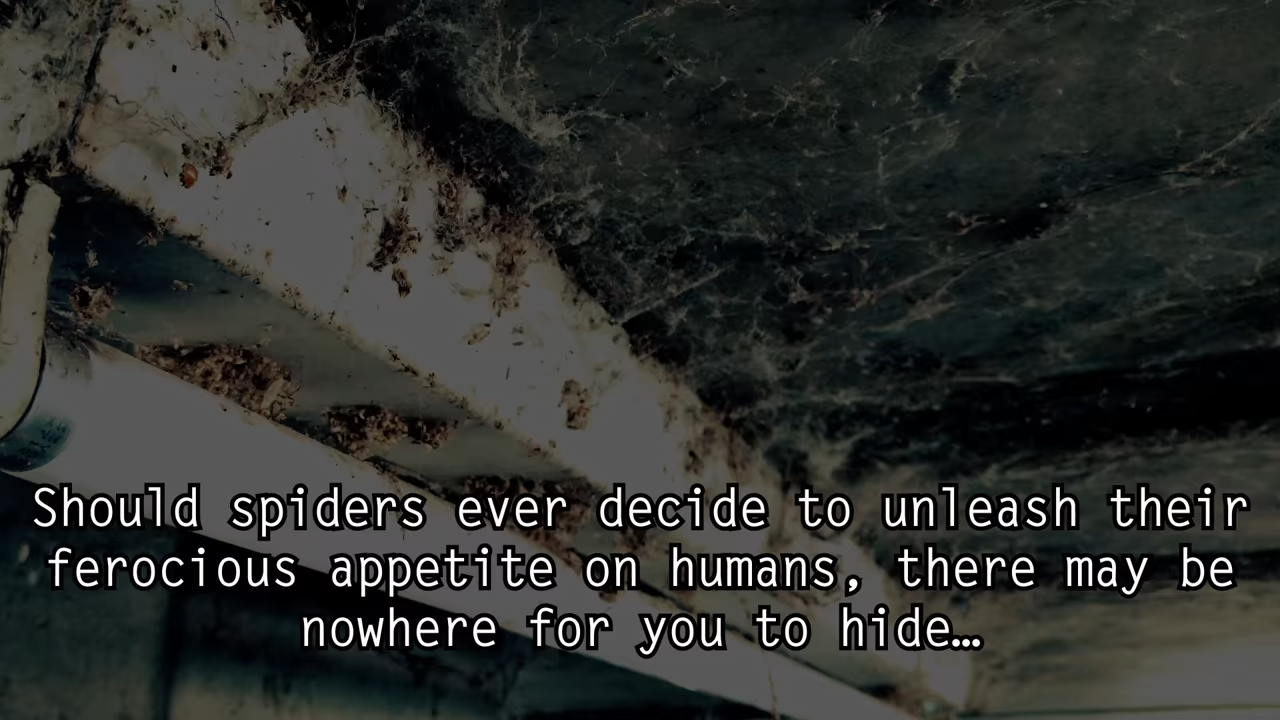 Should spiders ever decide to unleash their
ferocious appetite on humans, there may be
nowhere for you to hide…